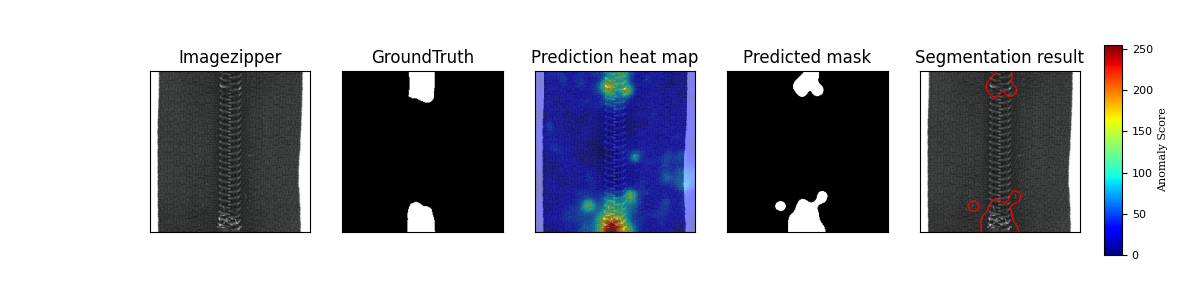 Imagezipper
GroundTruth
Prediction heat map
Predicted mask
Segmentation result
250
200
150
100
50
0
Anomaly Score